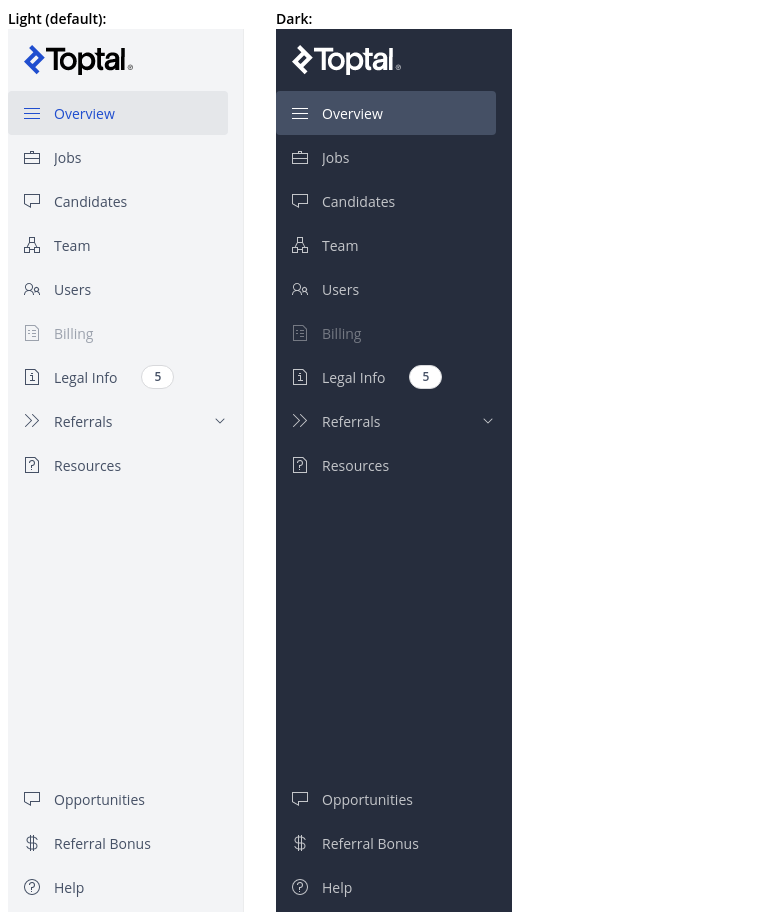 Light (default):
Toptal®
Overview
Jobs
Candidates
Team
Users
Billing
Legal Info 5
Referrals
Resources
Opportunities
Referral Bonus
Help
Dark:
Toptal®
Overview
Jobs
Candidates
Team
Users
Billing
Legal Info 5
Referrals
Resources
Opportunities
Referral Bonus
Help